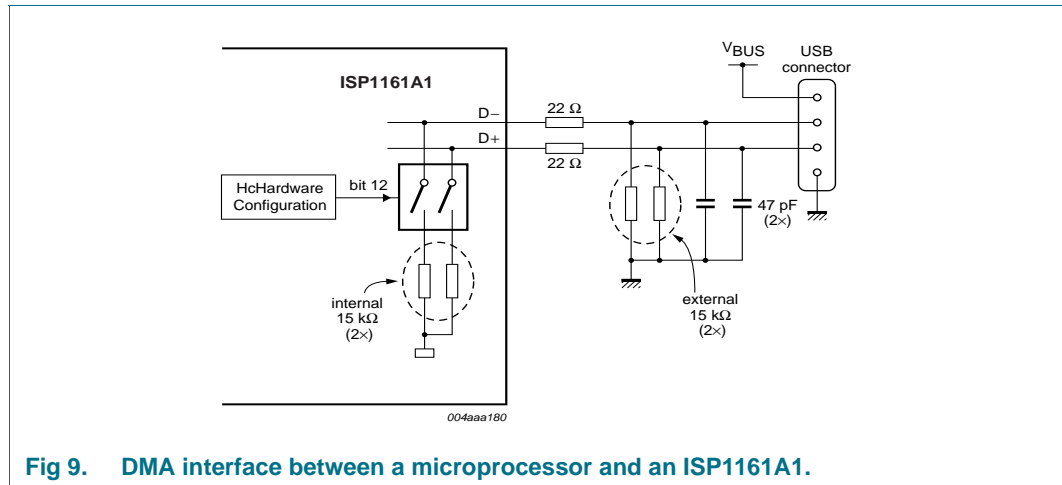 ISP1161A1
VBUS
USB
connector
D−
22 Ω
D+
22 Ω
HcHardware
Configuration
bit 12
47 pF
(2×)
internal
15 kΩ
(2×)
external
15 kΩ
(2×)
004aaa180
Fig 9. DMA interface between a microprocessor and an ISP1161A1.